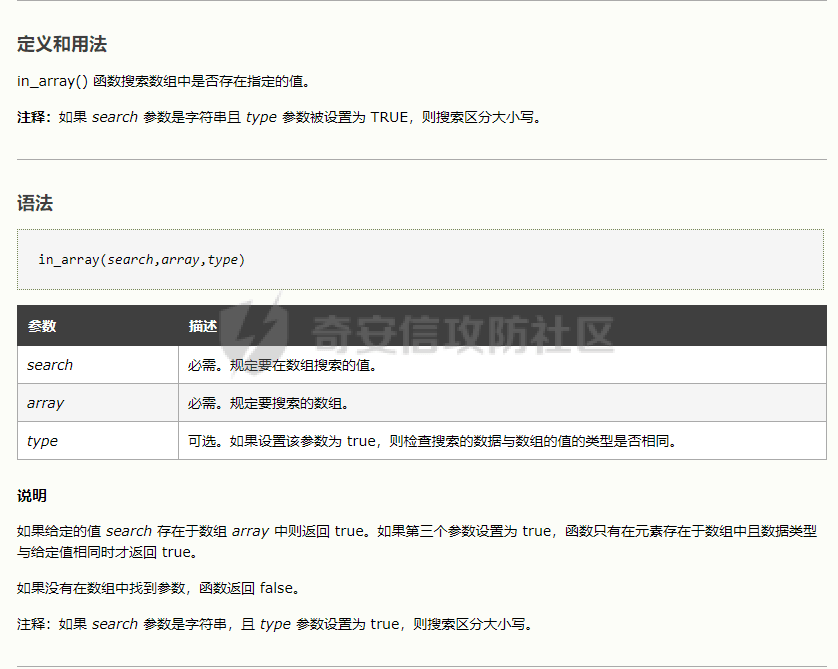 定义和用法
in_array() 函数搜索数组中是否存在指定的值。
注释：如果 search 参数是字符串且 type 参数被设置为 TRUE，则搜索区分大小写。
语法
in_array(search,array,type)
参数 描述
奇安信攻防社区
search 必需。规定要在数组搜索的值。
array 必需。规定要搜索的数组。
type 可选。如果设置该参数为 true，则检查搜索的数据与数组的值的类型是否相同。
说明
如果给定的值 search 存在于数组 array 中则返回 true。如果第三个参数设置为 true，函数只有在元素存在于数组中且数据类型
与给定值相同时才返回 true。
如果没有在数组中找到参数，函数返回 false。
注释：如果 search 参数是字符串，且 type 参数设置为 true，则搜索区分大小写。